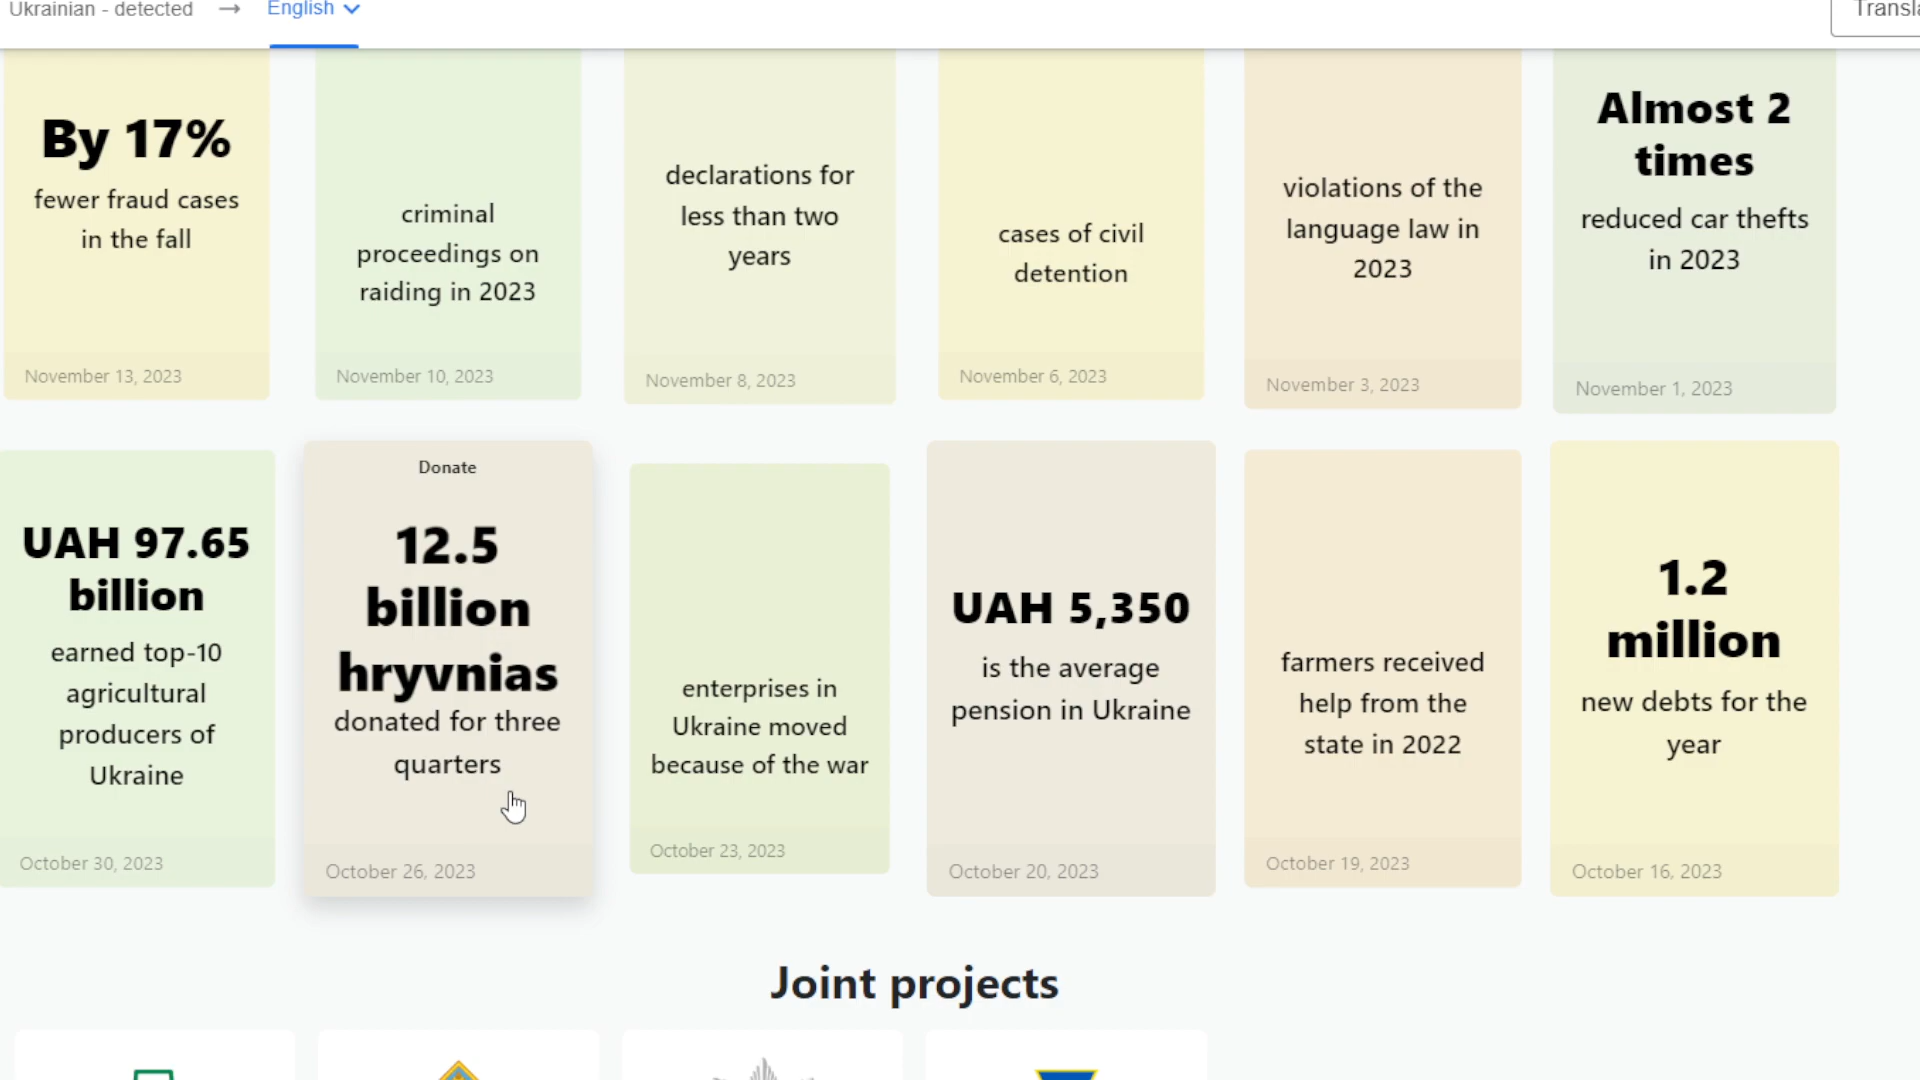 Ukrainian - detected → English
By 17%
fewer fraud cases
in the fall
November 13, 2023
criminal
proceedings on
raiding in 2023
November 10, 2023
declarations for
less than two
years
November 8, 2023
cases of civil
detention
November 6, 2023
violations of the
language law in
2023
November 3, 2023
Almost 2
times
reduced car thefts
in 2023
November 1, 2023
UAH 97.65
billion
earned top-10
agricultural
producers of
Ukraine
October 30, 2023
Donate
12.5
billion
hryvnias
donated for three
quarters
October 26, 2023
enterprises in
Ukraine moved
because of the war
October 23, 2023
UAH 5,350
is the average
pension in Ukraine
October 20, 2023
farmers received
help from the
state in 2022
October 19, 2023
1.2
million
new debts for the
year
October 16, 2023
Joint projects